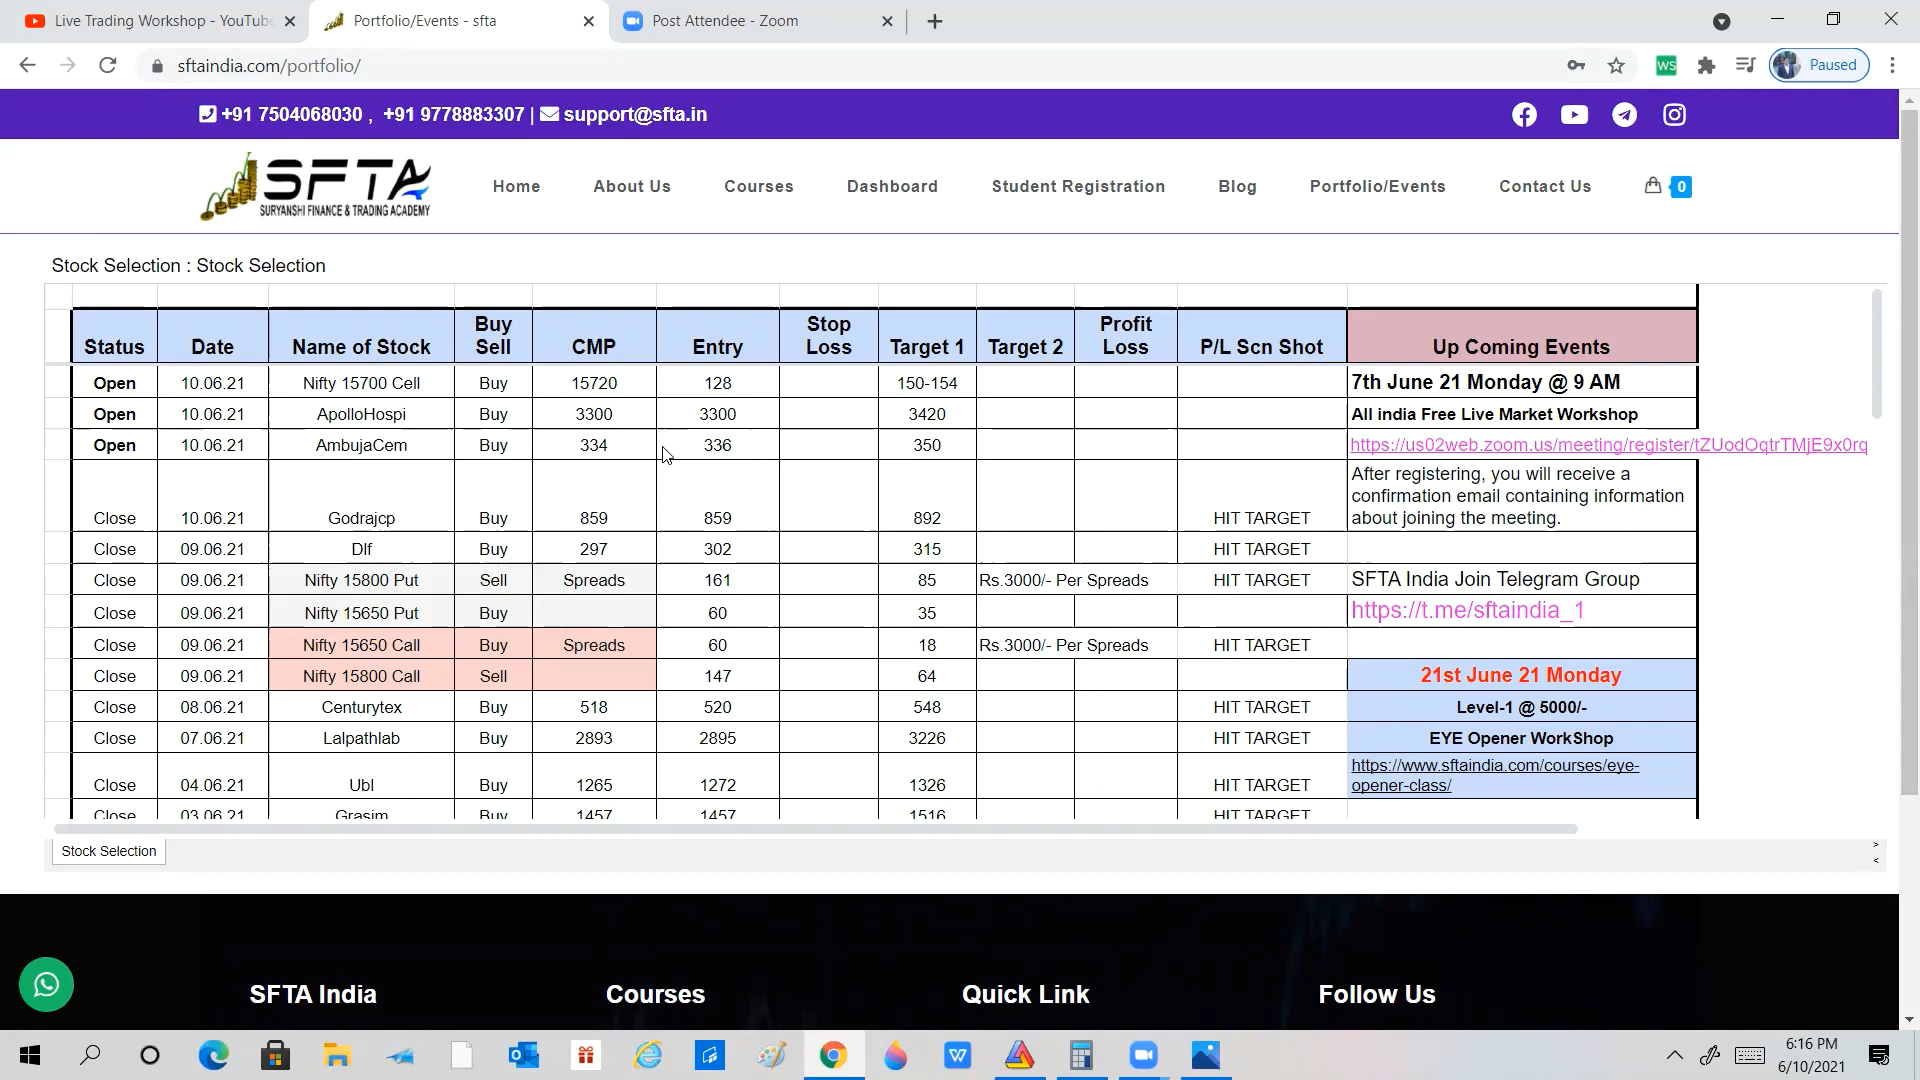 Live Trading Workshop - YouTube
Portfolio/Events - sfta
Post Attendee - Zoom
sftaindia.com/portfolio/
WS
Paused
+91 7504068030 , +91 9778883307 | support@sfta.in
SFTA
SURYANSHI FINANCE & TRADING ACADEMY
Home About Us Courses Dashboard Student Registration Blog Portfolio/Events Contact Us 0
Stock Selection : Stock Selection
Status Date Name of Stock Buy Sell CMP Entry Stop Loss Target 1 Target 2 Profit Loss P/L Scn Shot Up Coming Events
Open 10.06.21 Nifty 15700 Cell Buy 15720 128 150-154 7th June 21 Monday @ 9 AM
Open 10.06.21 ApolloHospi Buy 3300 3300 3420 All india Free Live Market Workshop
Open 10.06.21 AmbujaCem Buy 334 336 350 https://us02web.zoom.us/meeting/register/tZUodOqtrTMjE9x0rq
After registering, you will receive a
confirmation email containing information
Close 10.06.21 Godrajcp Buy 859 859 892 HIT TARGET about joining the meeting.
Close 09.06.21 Dlf Buy 297 302 315 HIT TARGET
Close 09.06.21 Nifty 15800 Put Sell Spreads 161 85 Rs.3000/- Per Spreads HIT TARGET SFTA India Join Telegram Group
Close 09.06.21 Nifty 15650 Put Buy 60 35 https://t.me/sftaindia_1
Close 09.06.21 Nifty 15650 Call Buy Spreads 60 18 Rs.3000/- Per Spreads HIT TARGET
Close 09.06.21 Nifty 15800 Call Sell 147 64 21st June 21 Monday
Close 08.06.21 Centurytex Buy 518 520 548 HIT TARGET Level-1 @ 5000/-
Close 07.06.21 Lalpathlab Buy 2893 2895 3226 HIT TARGET EYE Opener WorkShop
https://www.sftaindia.com/courses/eye-
Close 04.06.21 Ubl Buy 1265 1272 1326 HIT TARGET opener-class/
Close 03.06.21 Grasim Buy 1457 1457 1516 HIT TARGET
Stock Selection
SFTA India Courses Quick Link Follow Us
6:16 PM
6/10/2021